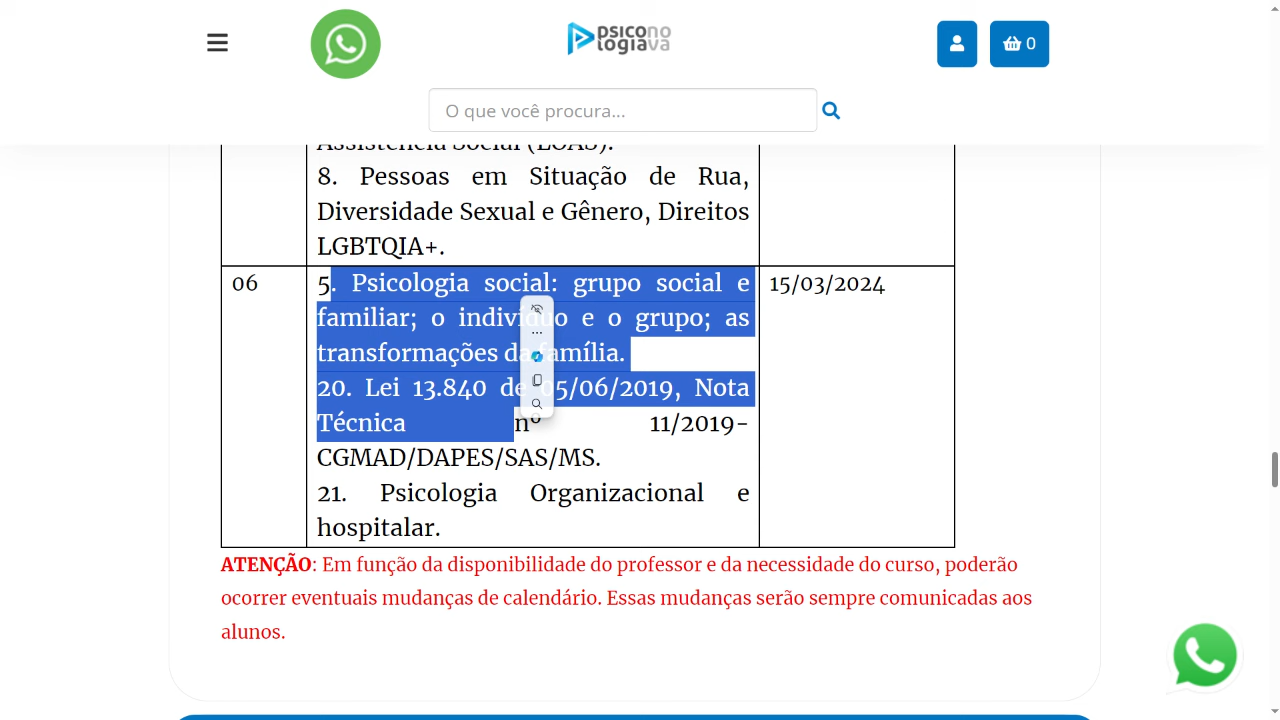 psicono
logiava
0
O que você procura...
Assistência Social (LOAS).
8. Pessoas em Situação de Rua,
Diversidade Sexual e Gênero, Direitos
LGBTQIA+.
06
5. Psicologia social: grupo social e
familiar; o indivíduo e o grupo; as
transformações da família.
20. Lei 13.840 de 05/06/2019, Nota
Técnica nº 11/2019-
CGMAD/DAPES/SAS/MS.
21. Psicologia Organizacional e
hospitalar.
15/03/2024
ATENÇÃO: Em função da disponibilidade do professor e da necessidade do curso, poderão
ocorrer eventuais mudanças de calendário. Essas mudanças serão sempre comunicadas aos
alunos.